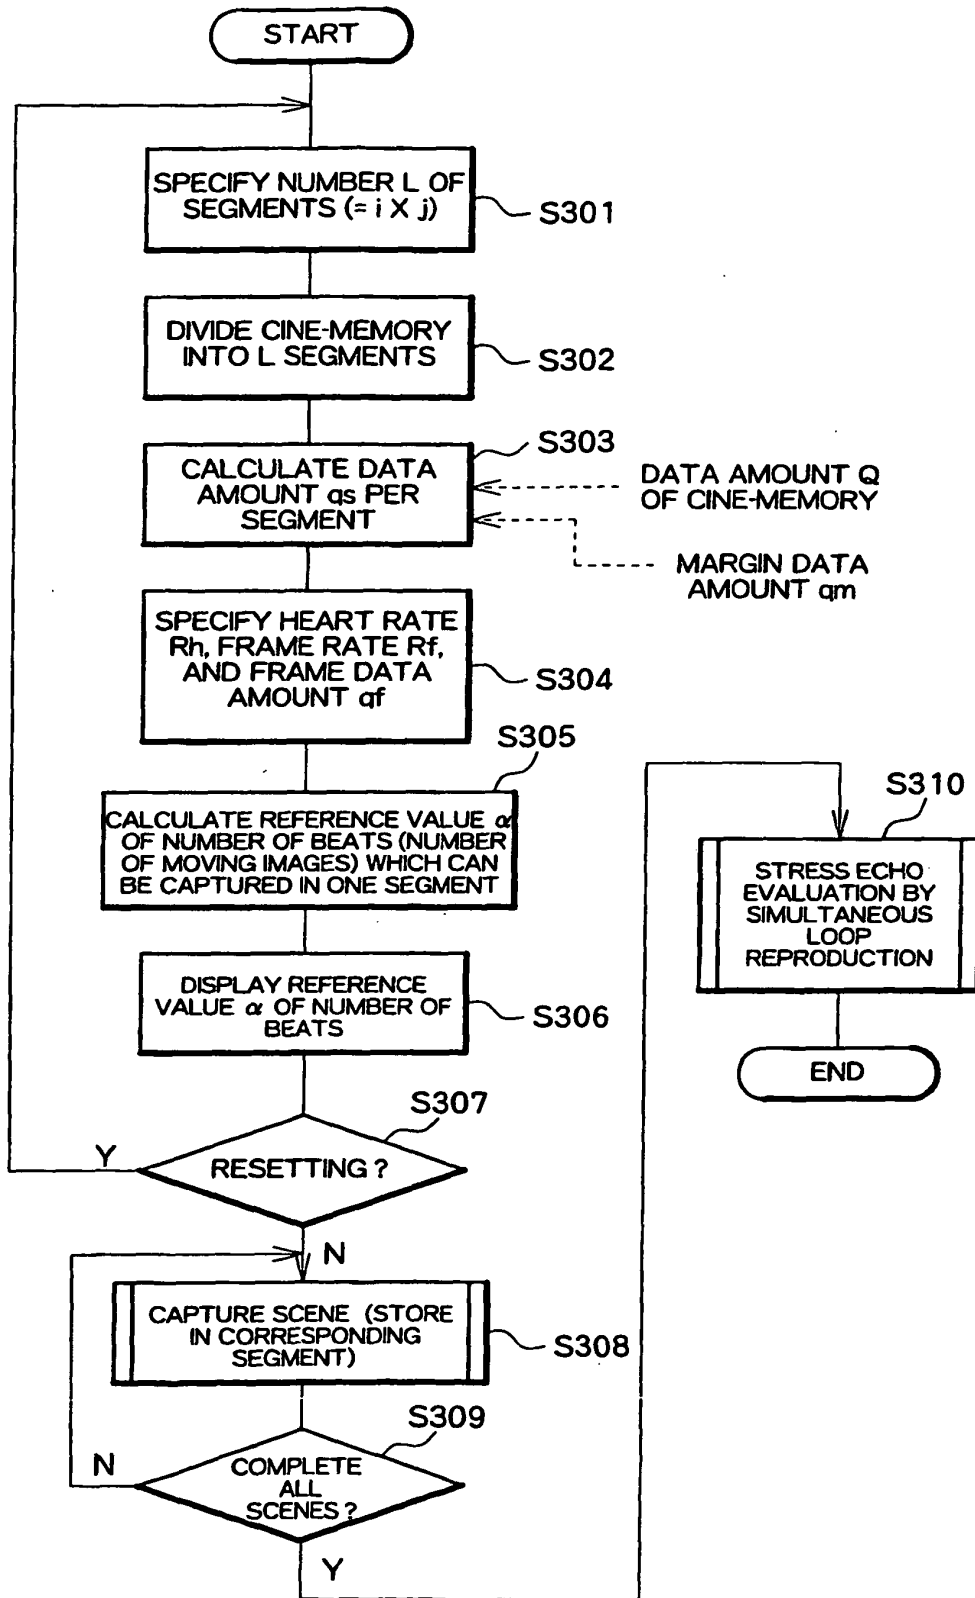 START
SPECIFY NUMBER L OF
SEGMENTS (= i X j)
S301
DIVIDE CINE-MEMORY
INTO L SEGMENTS
S302
S303
CALCULATE DATA
AMOUNT qs PER
SEGMENT
DATA AMOUNT Q
OF CINE-MEMORY
MARGIN DATA
AMOUNT qm
SPECIFY HEART RATE
Rh, FRAME RATE Rf,
AND FRAME DATA
AMOUNT qf
S304
S305
CALCULATE REFERENCE VALUE α
OF NUMBER OF BEATS (NUMBER
OF MOVING IMAGES) WHICH CAN
BE CAPTURED IN ONE SEGMENT
DISPLAY REFERENCE
VALUE α OF NUMBER OF
BEATS
S306
S307
RESETTING ?
Y
N
CAPTURE SCENE (STORE
IN CORRESPONDING
SEGMENT)
S308
S309
COMPLETE
ALL
SCENES ?
N
Y
S310
STRESS ECHO
EVALUATION BY
SIMULTANEOUS
LOOP
REPRODUCTION
END